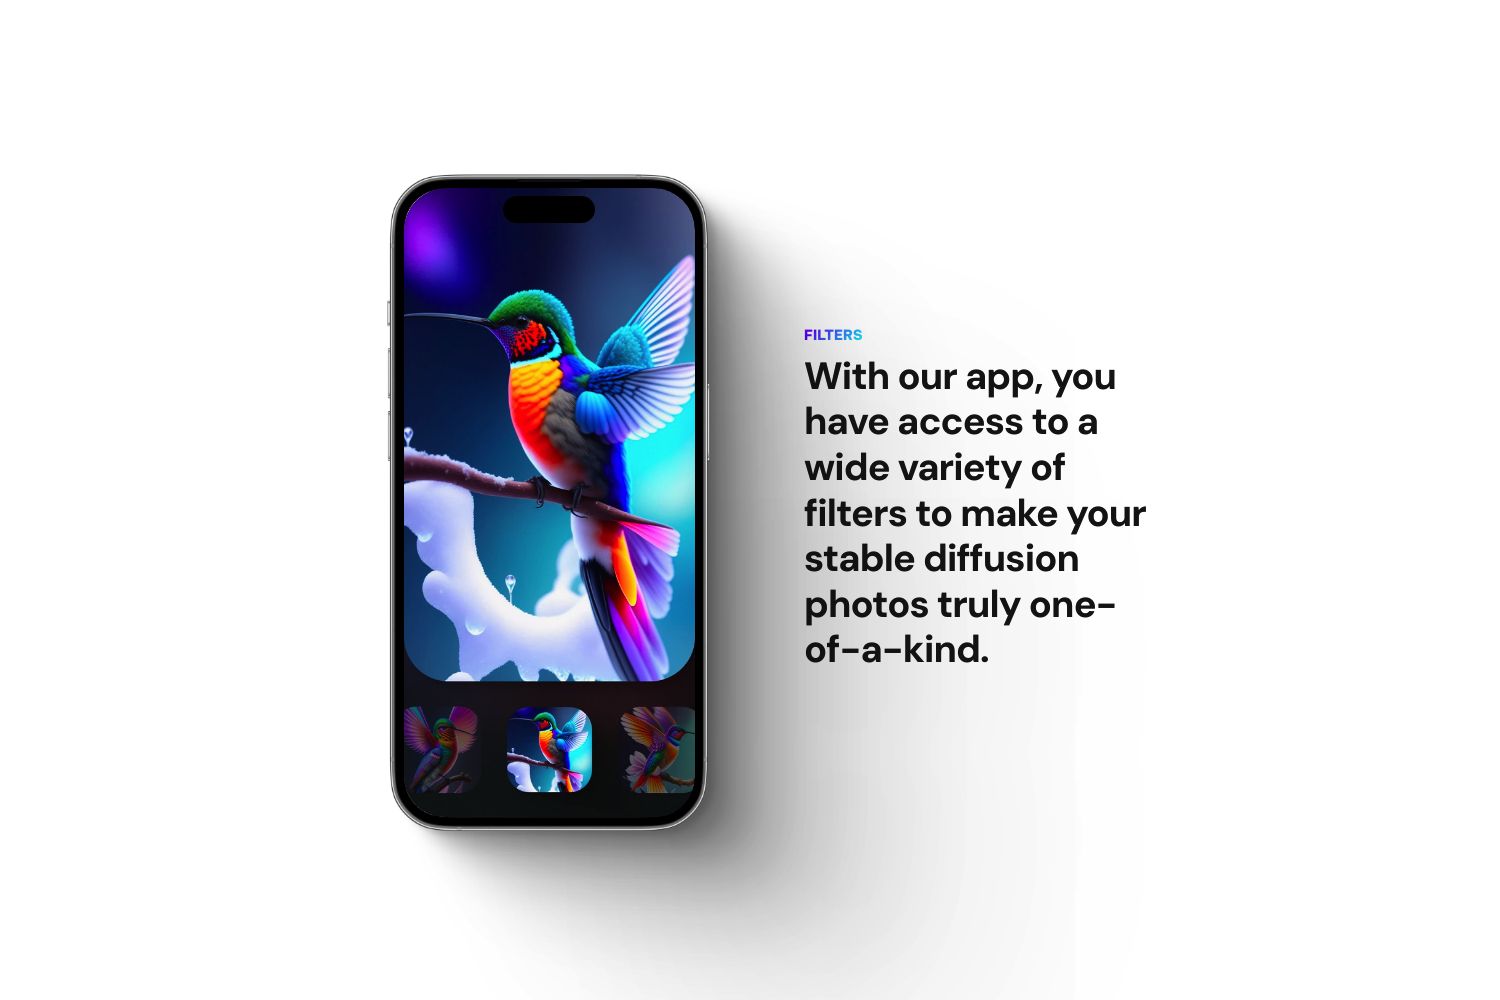 FILTERS
With our app, you
have access to a
wide variety of
filters to make your
stable diffusion
photos truly one-
of-a-kind.